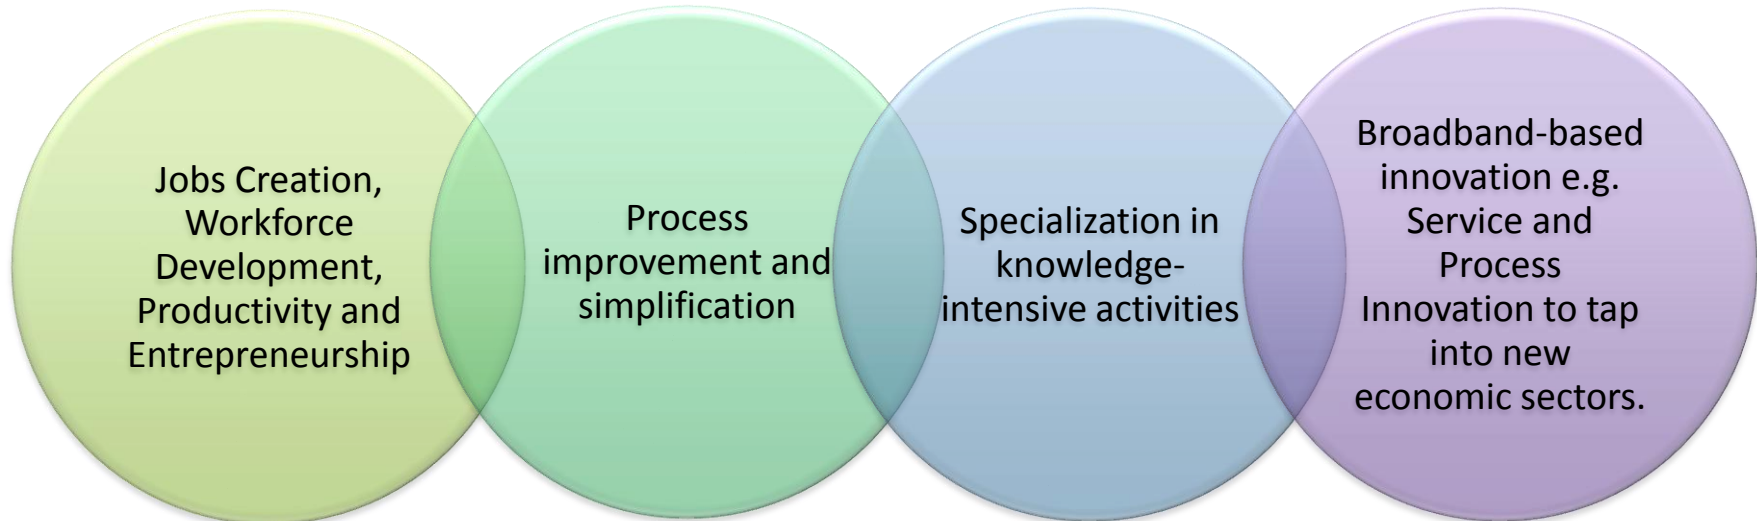 Jobs Creation,
Workforce
Development,
Productivity and
Entrepreneurship
Process
improvement and
simplification
Specialization in
knowledge-
intensive activities
Broadband-based
innovation e.g.
Service and
Process
Innovation to tap
into new
economic sectors.